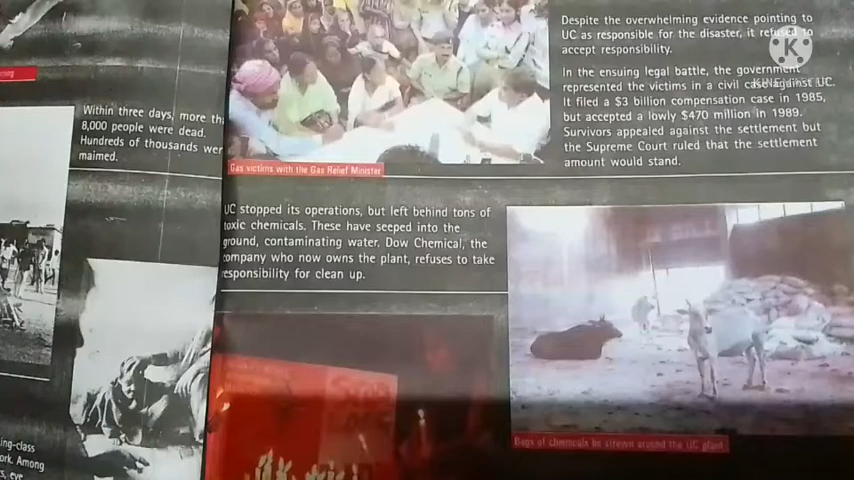 Within three days, more
8,000 people were dead.
Hundreds of thousands
maimed.
work. Among
eye
Gas victims with the Gas Relief Minister
UC stopped its operations, but left behind tons of
toxic chemicals. These have seeped into the
ground, contaminating water. Dow Chemical, the
company who now owns the plant, refuses to take
responsibility for clean up.
Despite the overwhelming evidence pointing to
UC as responsible for the disaster, it refused to
accept responsibility.
In the ensuing legal battle, the government
represented the victims in a civil case against UC.
It filed a $3 billion compensation case in 1985,
but accepted a lowly $470 million in 1989.
Survivors appealed against the settlement but
the Supreme Court ruled that the settlement
amount would stand.
Bags of chemicals lie strewn around the UC plant
K